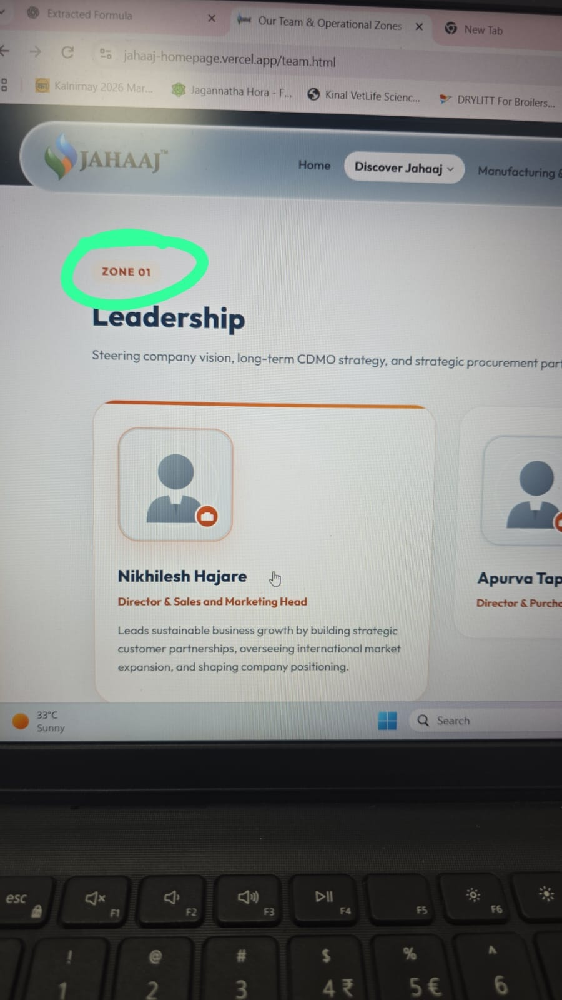 Extracted Formula
Our Team & Operational Zones
New Tab
jahaaj-homepage.vercel.app/team.html
Kalnirnay 2026 Mar...
Jagannatha Hora - F...
Kinal VetLife Scienc...
DRYLITT For Broilers...
JAHAAJ™
Home
Discover Jahaaj
Manufacturing &
ZONE 01
Leadership
Steering company vision, long-term CDMO strategy, and strategic procurement part
Nikhilesh Hajare
Director & Sales and Marketing Head
Leads sustainable business growth by building strategic
customer partnerships, overseeing international market
expansion, and shaping company positioning.
Apurva Tap
Director & Purcha
33°C
Sunny
Search
esc
F1
F2
F3
F4
F5
F6
! @ # $ % ^
1 2 3 4 ₹ 5 € 6